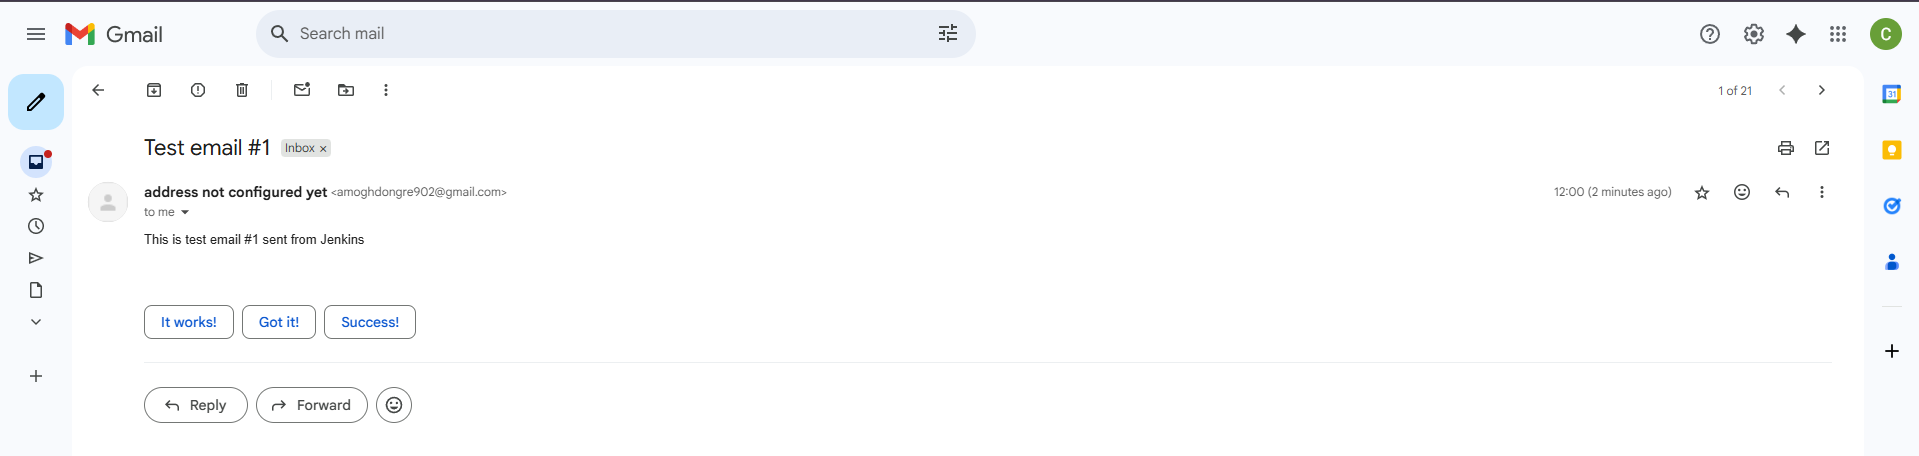 Gmail
Search mail
C
1 of 21
31
Test email #1 Inbox x
address not configured yet <amoghdongre902@gmail.com>
12:00 (2 minutes ago)
to me
This is test email #1 sent from Jenkins
It works! Got it! Success!
Reply Forward